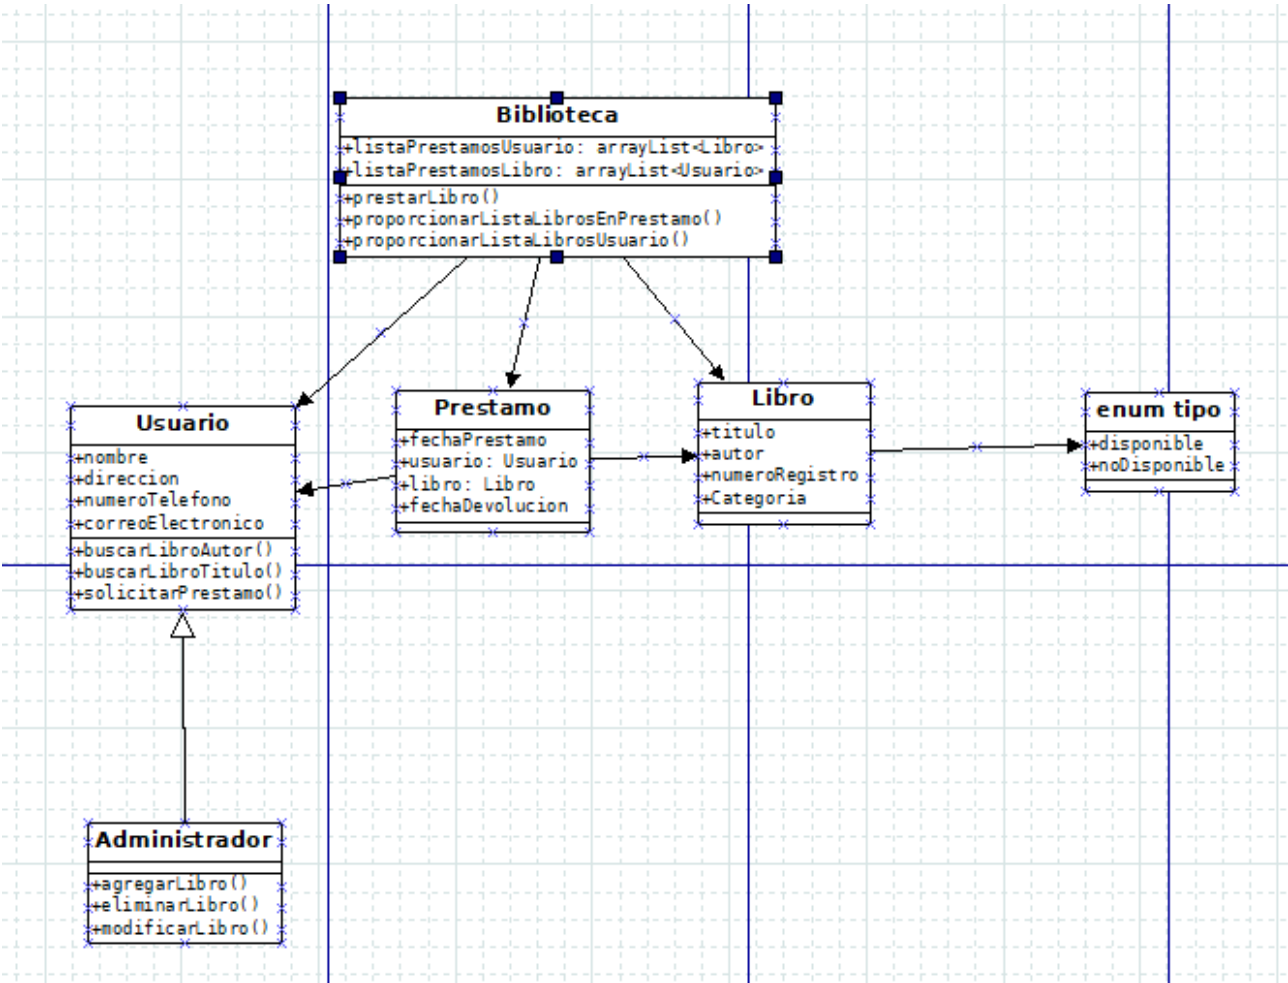 Biblioteca
+listaPrestamosUsuario: arrayList<Libro>
+listaPrestamosLibro: arrayList<Usuario>
+prestarLibro()
+proporcionarListaLibrosEnPrestamo()
+proporcionarListaLibrosUsuario()
Usuario
+nombre
+direccion
+numeroTelefono
+correoElectronico
+buscarLibroAutor()
+buscarLibroTitulo()
+solicitarPrestamo()
Prestamo
+fechaPrestamo
+usuario: Usuario
+libro: Libro
+fechaDevolucion
Libro
+titulo
+autor
+numeroRegistro
+Categoria
enum tipo
+disponible
+noDisponible
Administrador
+agregarLibro()
+eliminarLibro()
+modificarLibro()